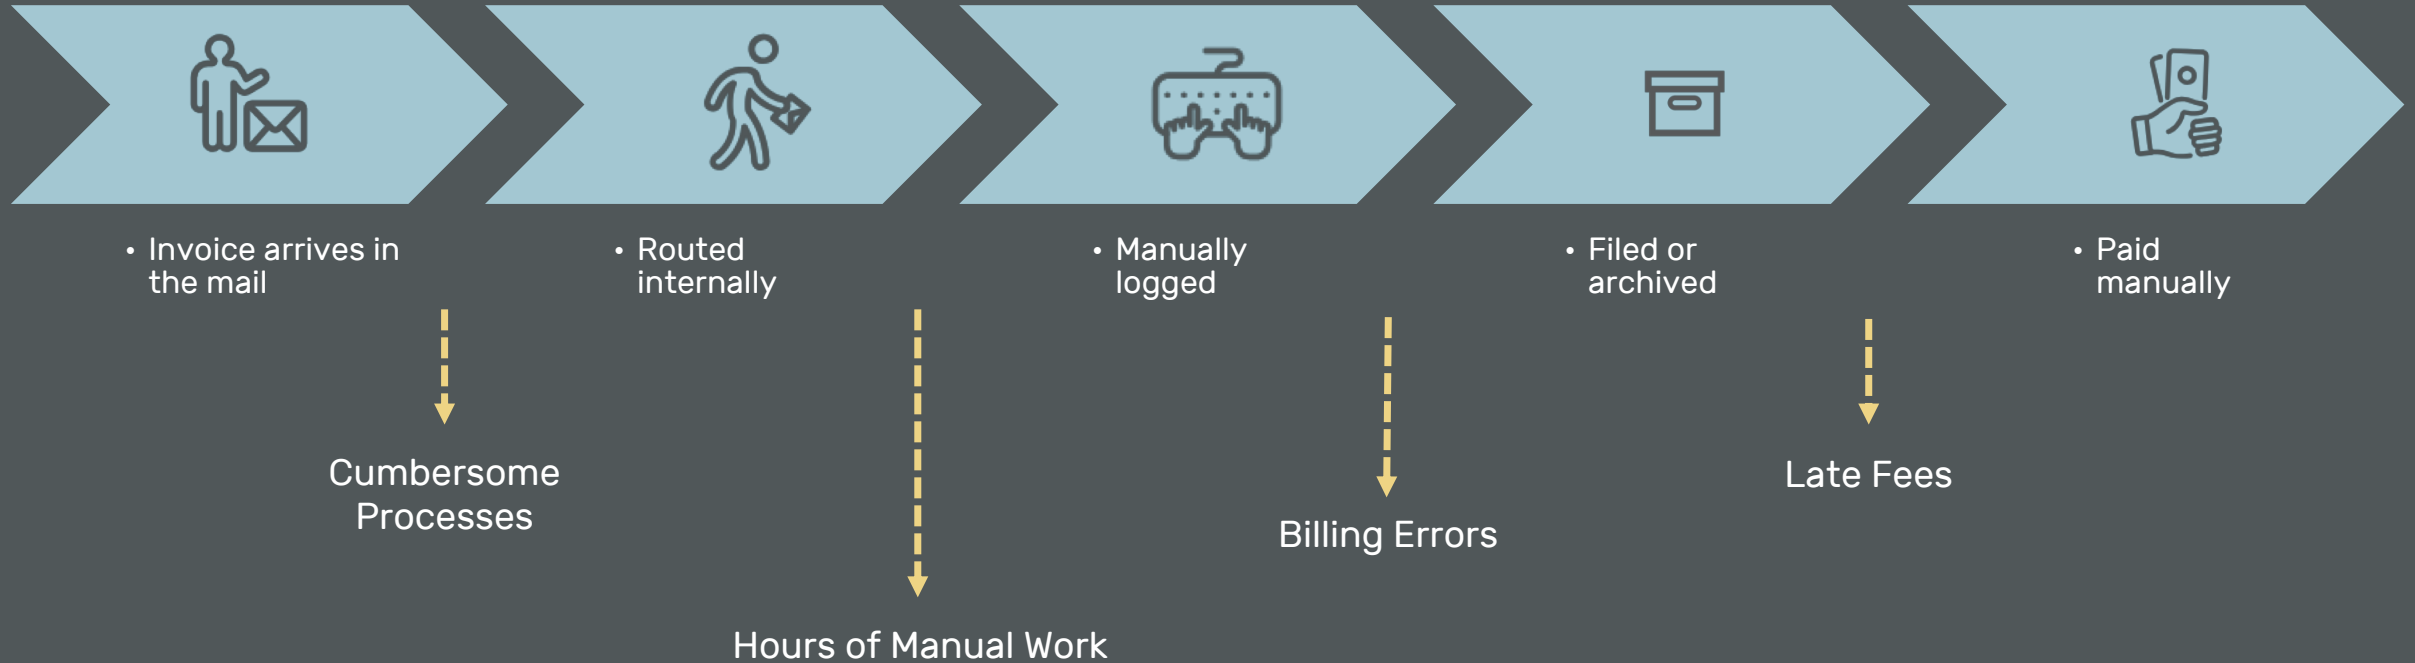 • Invoice arrives in
the mail
• Routed
internally
• Manually
logged
• Filed or
archived
• Paid
manually
Cumbersome
Processes
Hours of Manual Work
Billing Errors
Late Fees